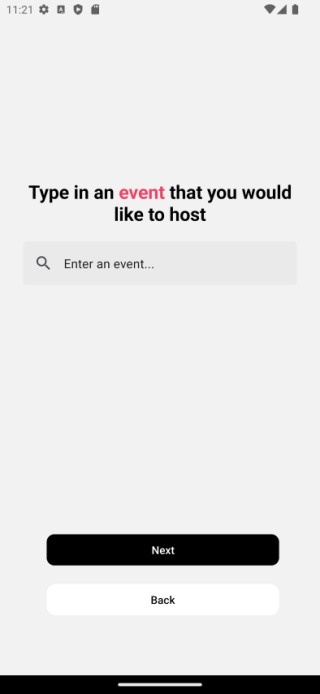 11:21
Type in an event that you would
like to host
Enter an event...
Next
Back